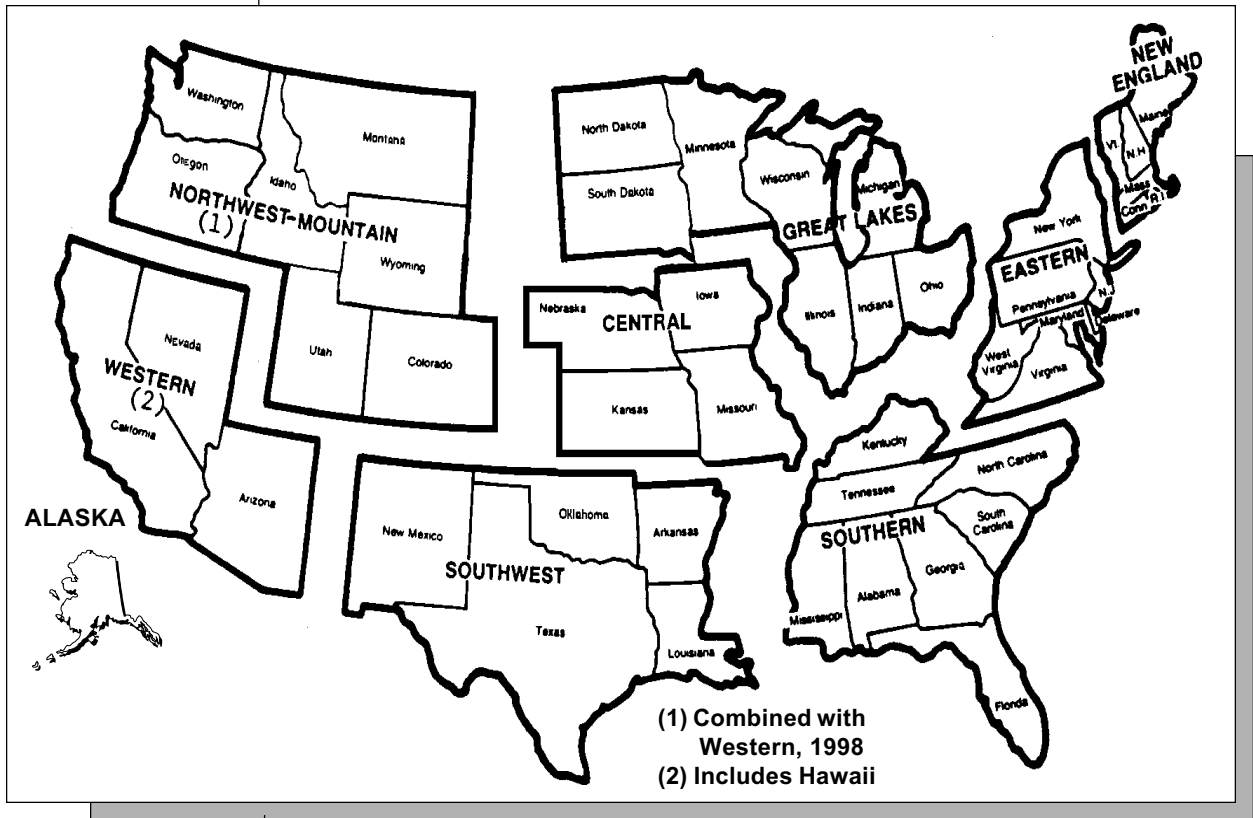 NEW
ENGLAND
Maine
Vt.
N.H
Mass
Conn
R.I
Washington
Montana
Oregon
Idaho
NORTHWEST-MOUNTAIN
(1)
Wyoming
Utah
Colorado
North Dakota
South Dakota
Minnesota
Wisconsin
Michigan
GREAT LAKES
Illinois
Indiana
Ohio
New York
EASTERN
Pennsylvania
N.J
Maryland
Delaware
West
Virginia
Virginia
Nevada
WESTERN
(2)
California
Arizona
Nebraska
Iowa
CENTRAL
Kansas
Missouri
Kentucky
Tennessee
North Carolina
South
Carolina
SOUTHERN
Georgia
Alabama
Mississippi
Florida
ALASKA
New Mexico
Oklahoma
Arkansas
SOUTHWEST
Texas
Louisiana
(1) Combined with
Western, 1998
(2) Includes Hawaii